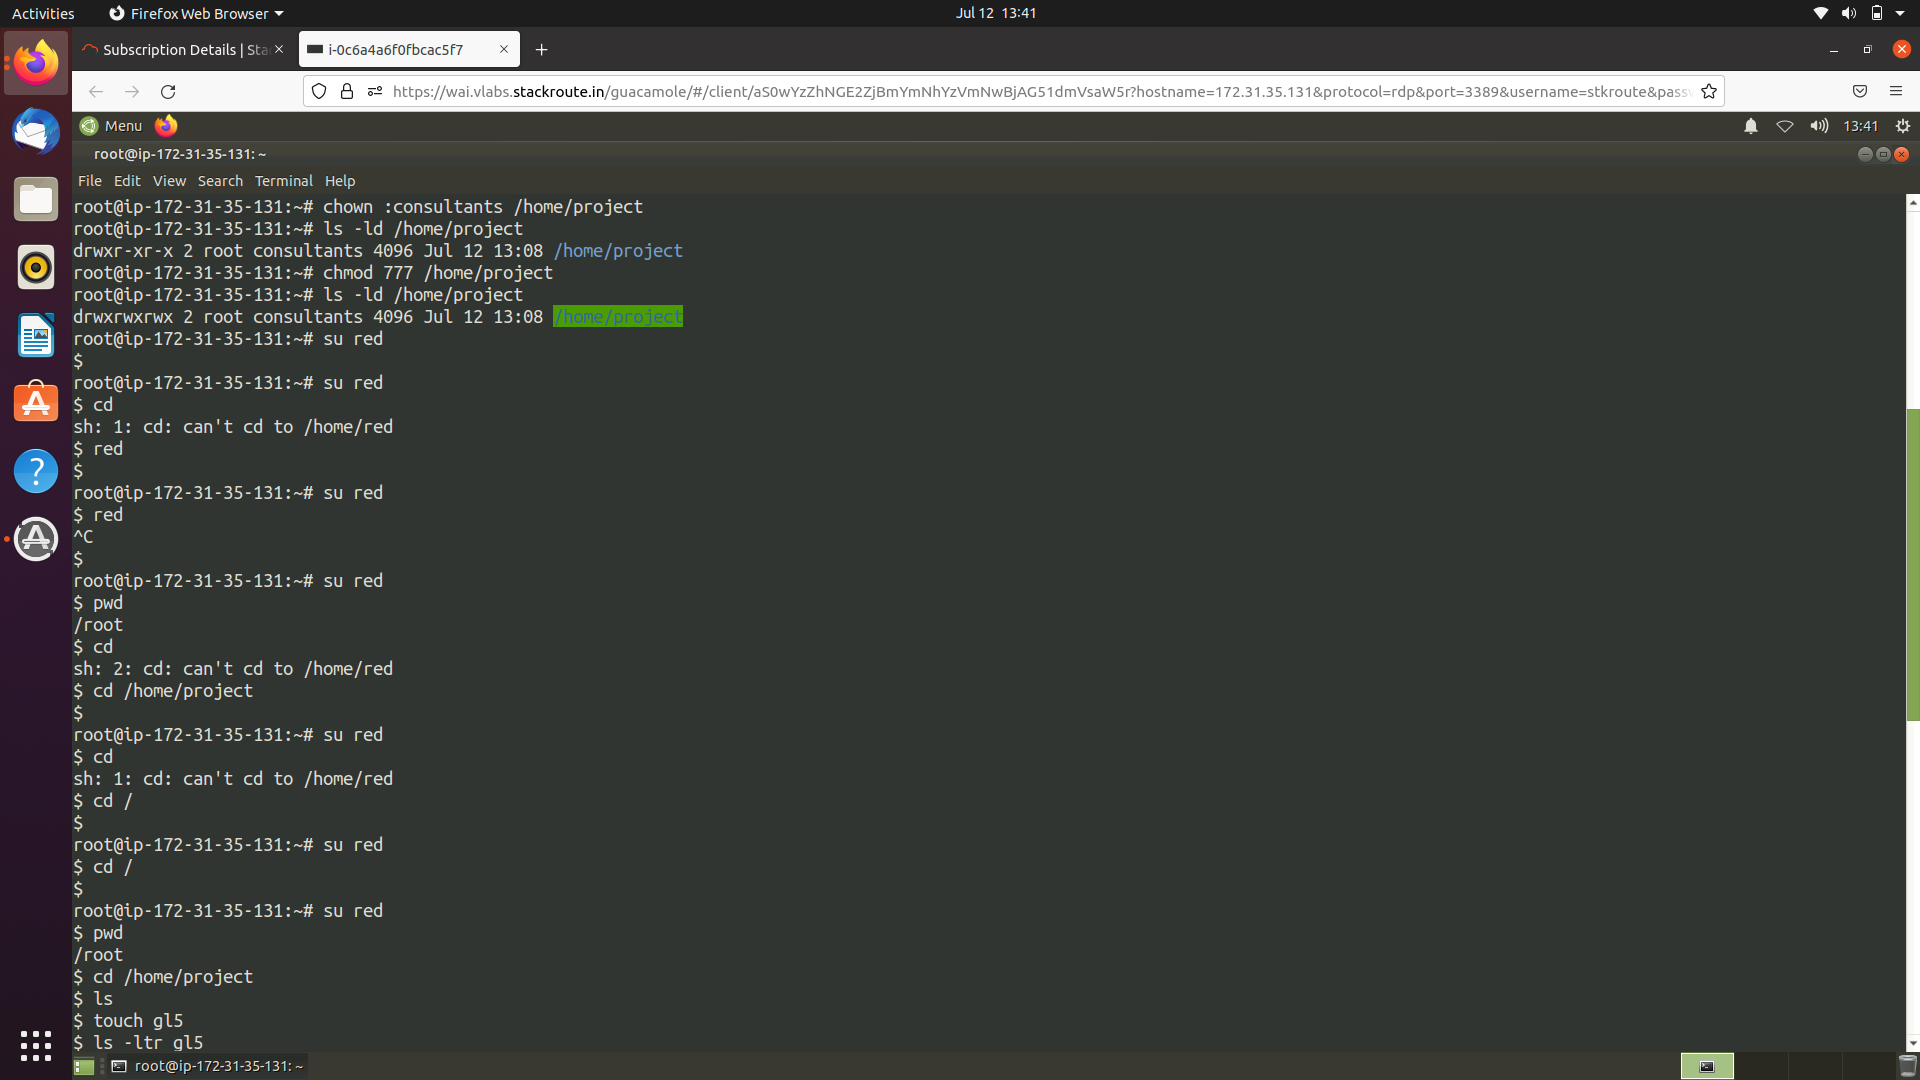 Activities
Firefox Web Browser
Jul 12 13:41
Subscription Details | Sta
i-0c6a4a6f0fbcac5f7
https://wai.vlabs.stackroute.in/guacamole/#/client/aS0wYzZhNGE2ZjBmYmNhYzVmNwBjAG51dmVsaW5r?hostname=172.31.35.131&protocol=rdp&port=3389&username=stkroute&passw
Menu
13:41
root@ip-172-31-35-131: ~
File Edit View Search Terminal Help
root@ip-172-31-35-131:~# chown :consultants /home/project
root@ip-172-31-35-131:~# ls -ld /home/project
drwxr-xr-x 2 root consultants 4096 Jul 12 13:08 /home/project
root@ip-172-31-35-131:~# chmod 777 /home/project
root@ip-172-31-35-131:~# ls -ld /home/project
drwxrwxrwx 2 root consultants 4096 Jul 12 13:08 /home/project
root@ip-172-31-35-131:~# su red
$
root@ip-172-31-35-131:~# su red
$ cd
sh: 1: cd: can't cd to /home/red
$ red
$
root@ip-172-31-35-131:~# su red
$ red
^C
$
root@ip-172-31-35-131:~# su red
$ pwd
/root
$ cd
sh: 2: cd: can't cd to /home/red
$ cd /home/project
$
root@ip-172-31-35-131:~# su red
$ cd
sh: 1: cd: can't cd to /home/red
$ cd /
$
root@ip-172-31-35-131:~# su red
$ cd /
$
root@ip-172-31-35-131:~# su red
$ pwd
/root
$ cd /home/project
$ ls
$ touch gl5
$ ls -ltr gl5
root@ip-172-31-35-131: ~